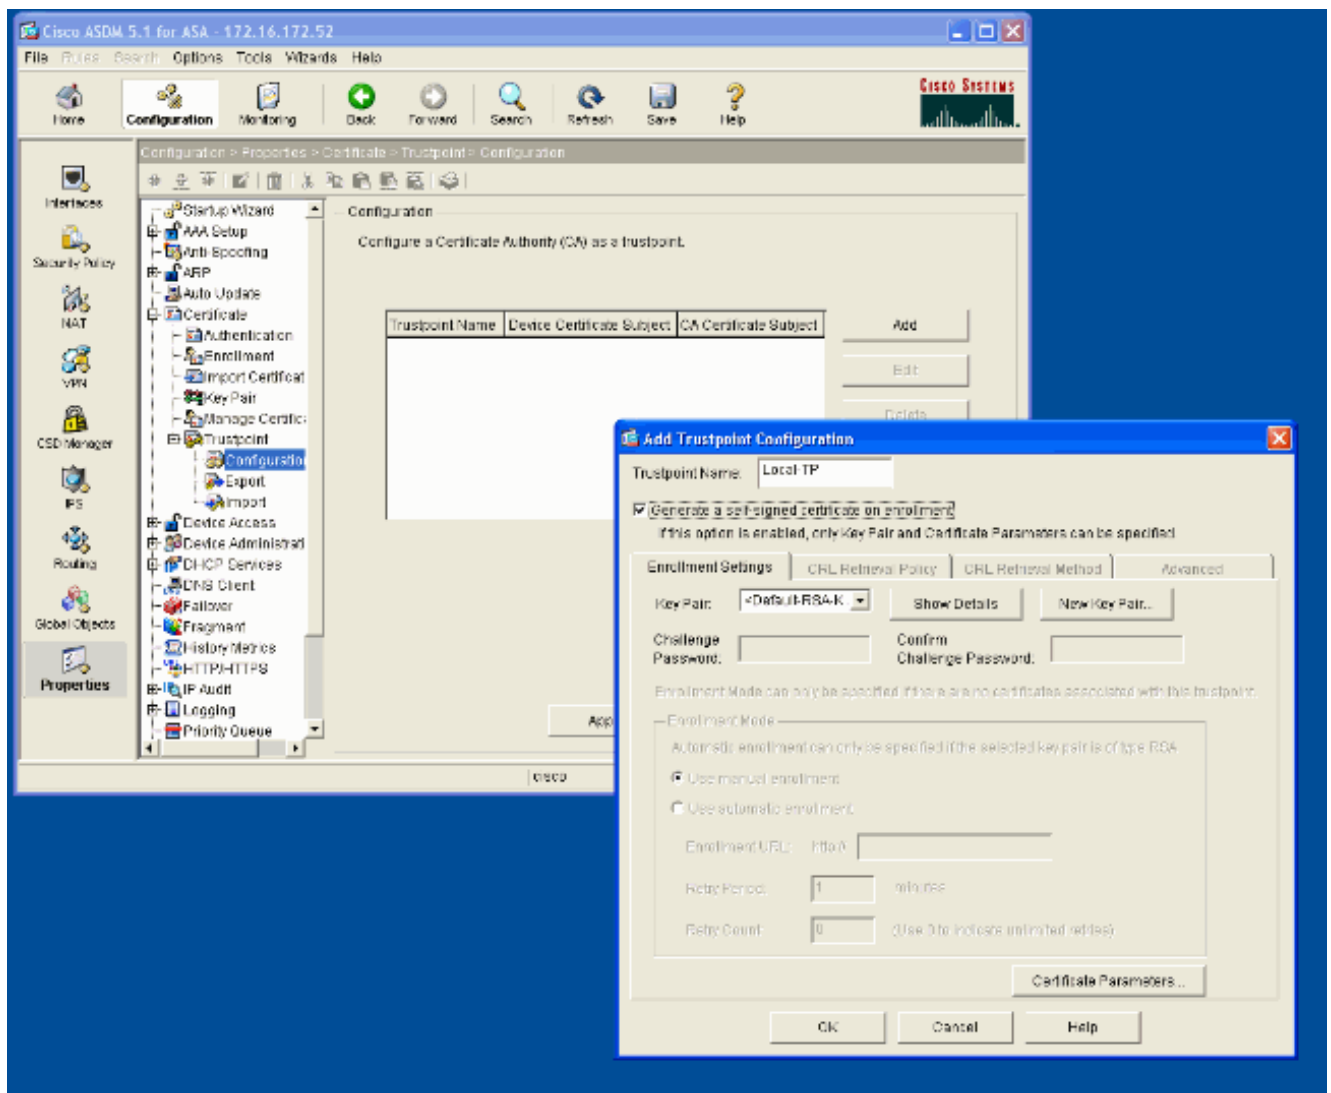 Cisco ASDM 5.1 for ASA - 172.16.172.52
File Rules Search Options Tools Wizards Help
Home Configuration Monitoring Back Forward Search Refresh Save Help
CISCO SYSTEMS
Configuration > Properties > Certificate > Trustpoint > Configuration
Interfaces
Security Policy
NAT
VPN
CSD Manager
IPS
Routing
Global Objects
Properties
Startup Wizard
AAA Setup
Anti-Spoofing
ARP
Auto Update
Certificate
Authentication
Enrollment
Import Certificat
Key Pair
Manage Certific
Trustpoint
Configuratio
Export
Import
Device Access
Device Administrati
DHCP Services
DNS Client
Failover
Fragment
History Metrics
HTTP/HTTPS
IP Audit
Logging
Priority Queue
Configuration
Configure a Certificate Authority (CA) as a trustpoint.
Trustpoint Name Device Certificate Subject CA Certificate Subject
Add
Edit
Delete
App
cisco
Add Trustpoint Configuration
Trustpoint Name: Local-TP
Generate a self-signed certificate on enrollment
If this option is enabled, only Key Pair and Certificate Parameters can be specified
Enrollment Settings CRL Retrieval Policy CRL Retrieval Method Advanced
Key Pair: <Default-RSA-K... Show Details New Key Pair...
Challenge Password: Confirm Challenge Password:
Enrollment Mode can only be specified if there are no certificates associated with this trustpoint.
Enrollment Mode
Automatic enrollment can only be specified if the selected key pair is of type RSA
Use manual enrollment
Use automatic enrollment
Enrollment URL: http://
Retry Period: 1 minutes
Retry Count: 0 (Use 0 to indicate unlimited retries)
Certificate Parameters...
OK Cancel Help